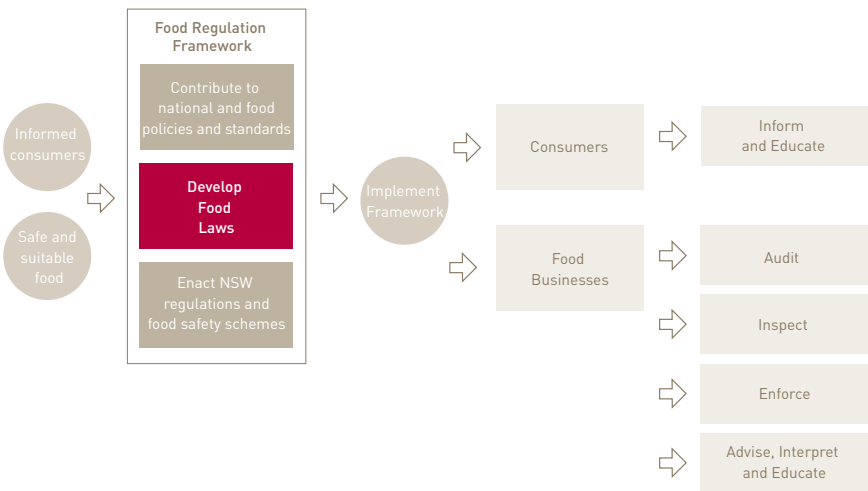 Food Regulation
Framework
Contribute to
national and food
policies and standards
Informed
consumers
Develop
Food
Laws
Safe and
suitable
food
Enact NSW
regulations and
food safety schemes
Implement
Framework
Consumers
Inform
and Educate
Food
Businesses
Audit
Inspect
Enforce
Advise, Interpret
and Educate